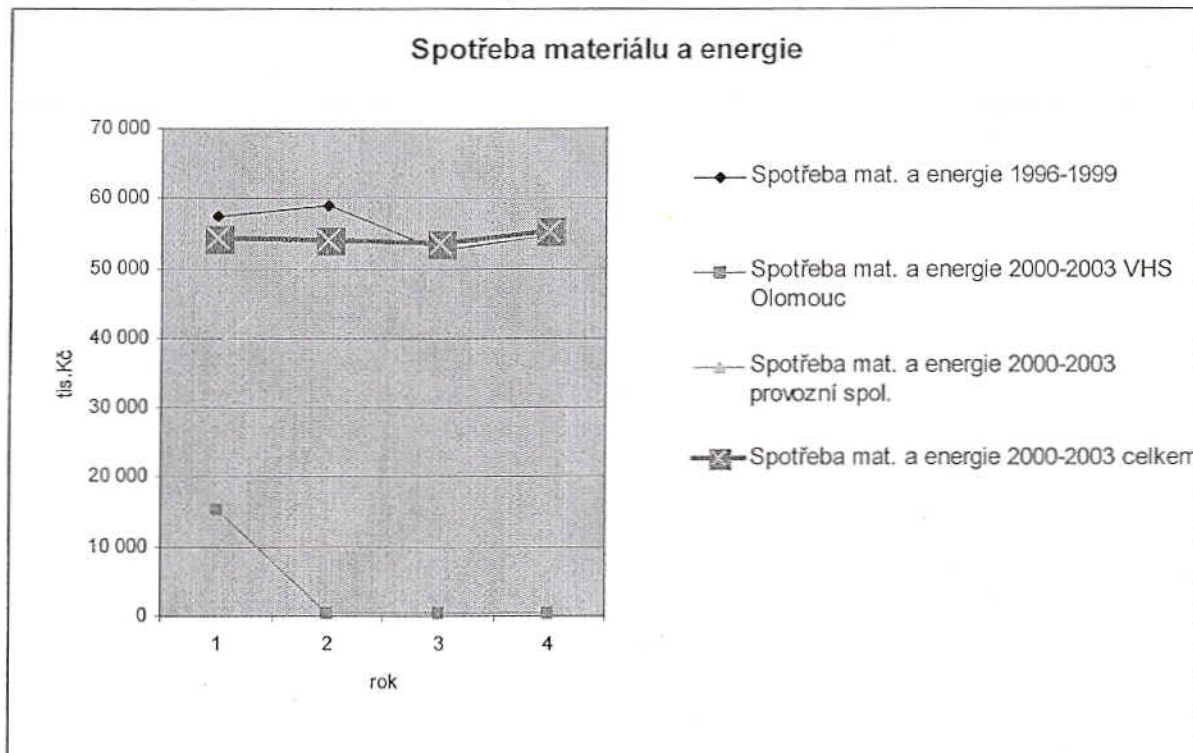 Spotřeba materiálu a energie
70 000
60 000
50 000
40 000
30 000
20 000
10 000
0
tis.Kč
1 2 3 4
rok
Spotřeba mat. a energie 1996-1999
Spotřeba mat. a energie 2000-2003 VHS
Olomouc
Spotřeba mat. a energie 2000-2003
provozní spol.
Spotřeba mat. a energie 2000-2003 celkem